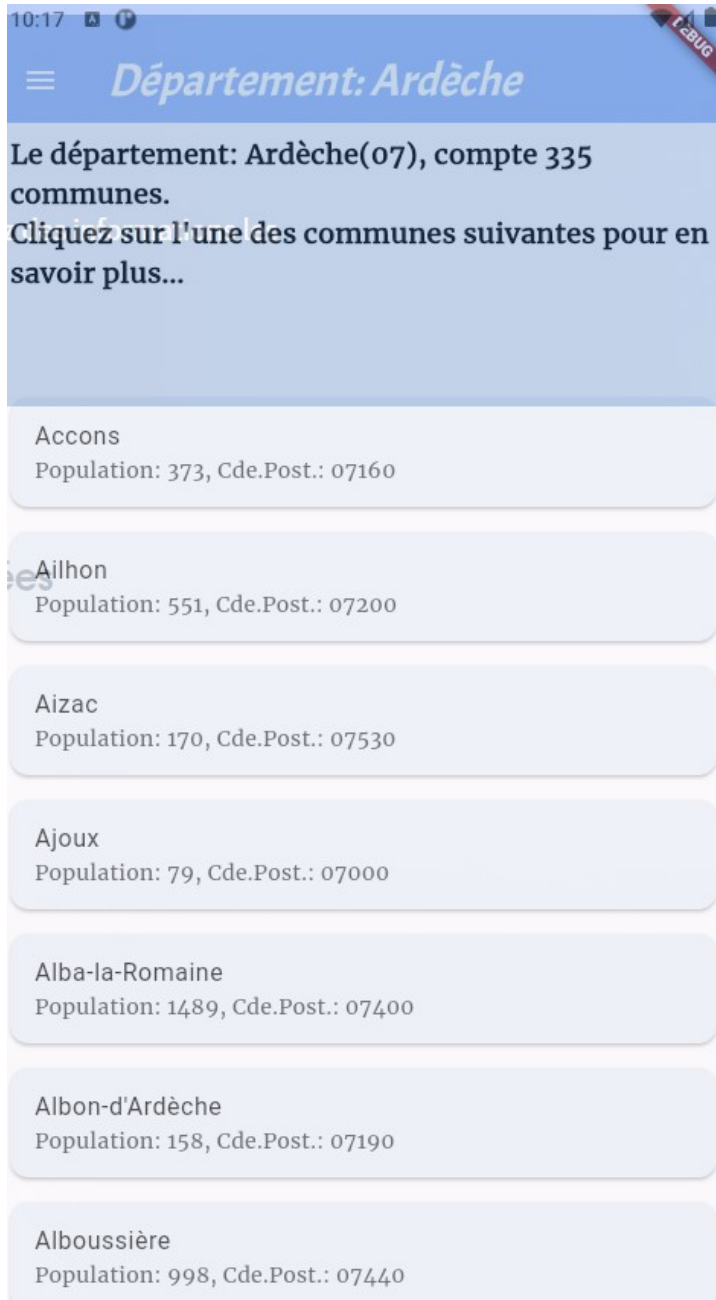 10:17
DEBUG
Département: Ardèche
Le département: Ardèche(07), compte 335
communes.
Cliquez sur l'une des communes suivantes pour en
savoir plus...
Accons
Population: 373, Cde.Post.: 07160
Ailhon
Population: 551, Cde.Post.: 07200
Aizac
Population: 170, Cde.Post.: 07530
Ajoux
Population: 79, Cde.Post.: 07000
Alba-la-Romaine
Population: 1489, Cde.Post.: 07400
Albon-d'Ardèche
Population: 158, Cde.Post.: 07190
Alboussière
Population: 998, Cde.Post.: 07440